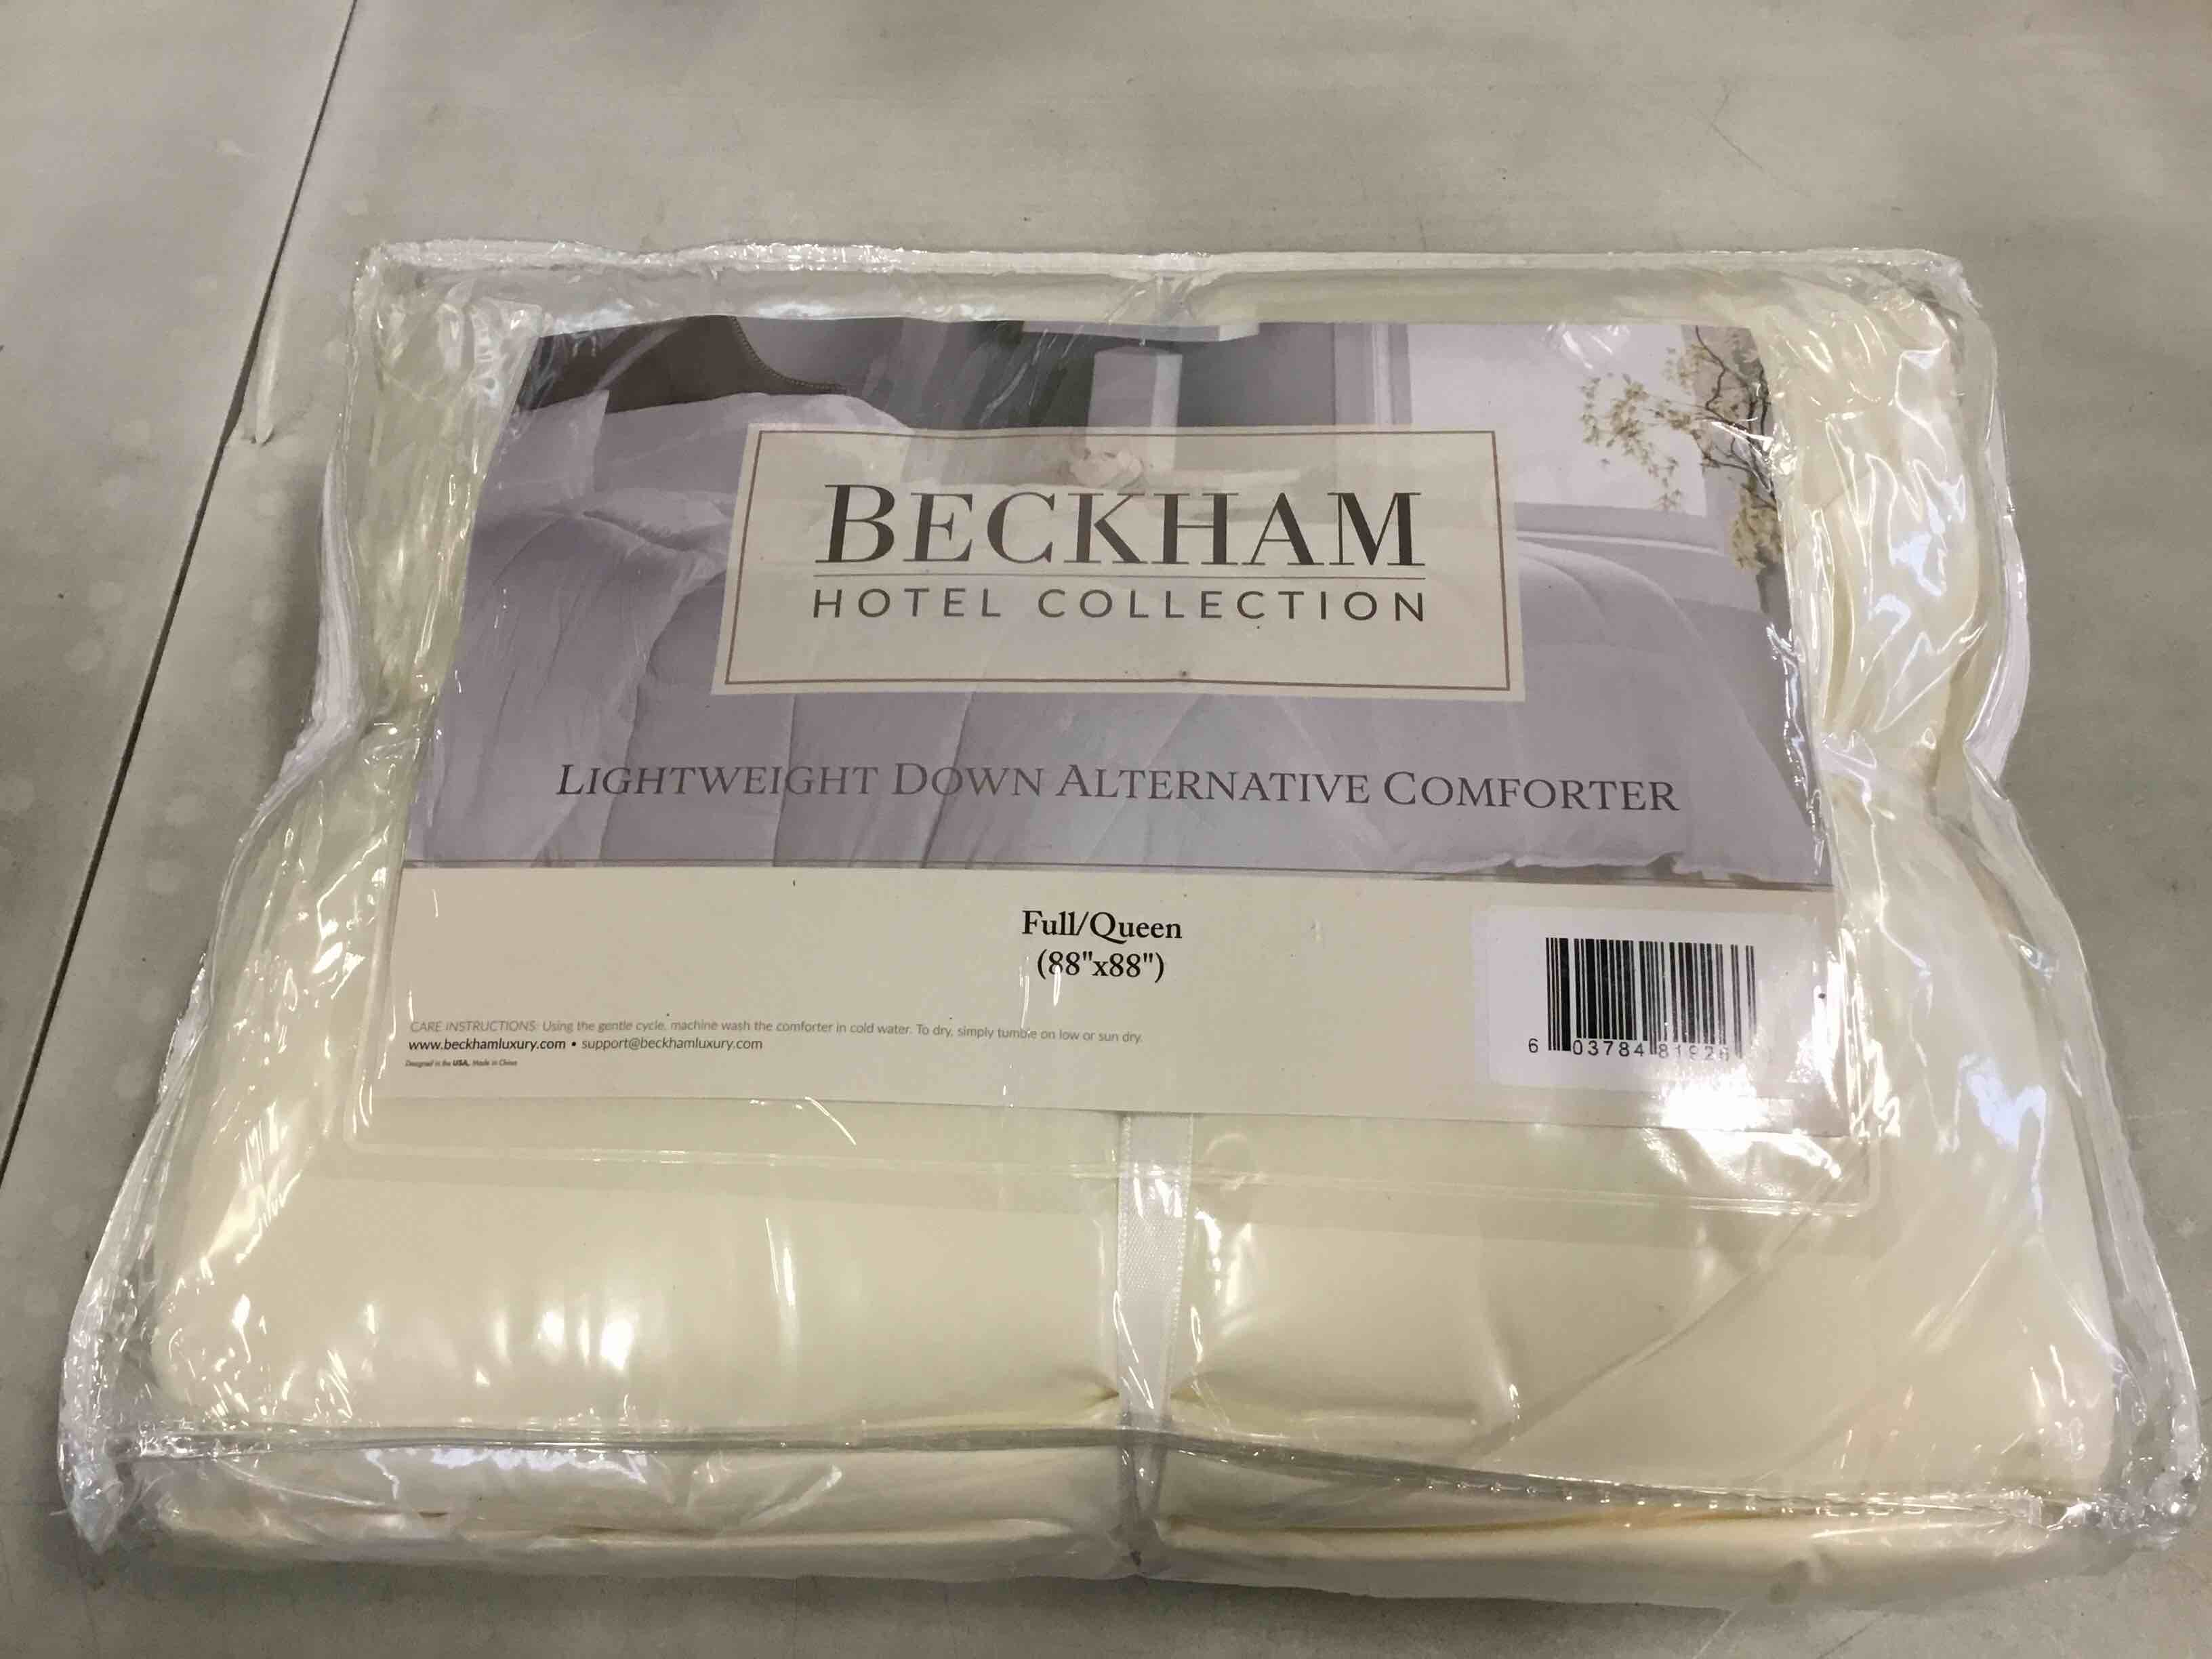 BECKHAM
HOTEL COLLECTION
LIGHTWEIGHT DOWN ALTERNATIVE COMFORTER
Full/Queen
(88"x88")
CARE INSTRUCTIONS: Using the gentle cycle, machine wash the comforter in cold water. To dry, simply tumble on low or sun dry.
www.beckhamluxury.com • support@beckhamluxury.com
Designed in the USA, Made in China
6 03784 81926